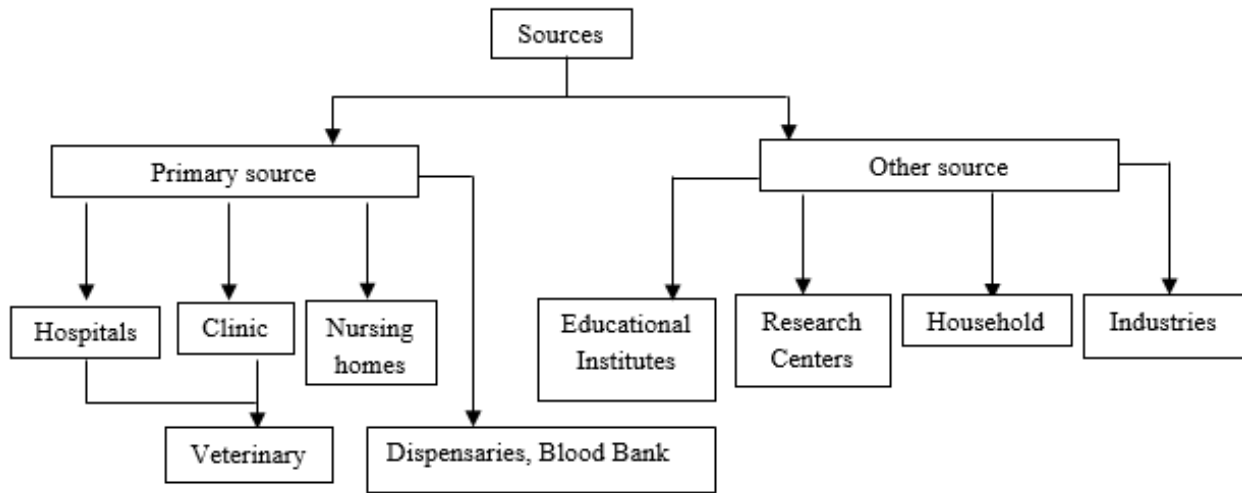 Sources
Primary source
Other source
Hospitals
Clinic
Nursing
homes
Educational
Institutes
Research
Centers
Household
Industries
Veterinary
Dispensaries, Blood Bank